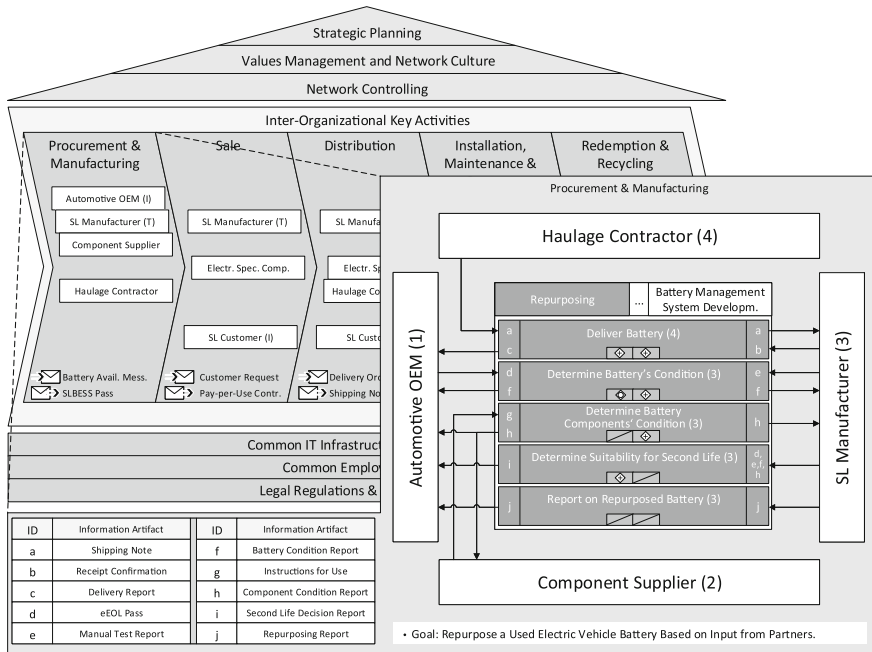 Strategic Planning
Values Management and Network Culture
Network Controlling
Inter-Organizational Key Activities
Procurement &
Manufacturing
Sale
Distribution
Installation,
Maintenance &
Redemption &
Recycling
Automotive OEM (I)
SL Manufacturer (T)
Component Supplier
Haulage Contractor
SL Manufacturer (T)
Electr. Spec. Comp.
SL Customer (I)
SL Manufa
Electr. Sp
Haulage Co
SL Custo
Battery Avail. Mess.
SLBESS Pass
Customer Request
Pay-per-Use Contr.
Delivery Ord
Shipping No
Common IT Infrastruct
Common Employ
Legal Regulations &
Procurement & Manufacturing
Haulage Contractor (4)
Automotive OEM (1)
SL Manufacturer (3)
Component Supplier (2)
Repurposing
...
Battery Management
System Developm.
a Deliver Battery (4) a
c b
d Determine Battery's Condition (3) e
f f
g Determine Battery
h Components' Condition (3) h
i Determine Suitability for Second Life (3) d,
e,f,
h
j Report on Repurposed Battery (3) j
• Goal: Repurpose a Used Electric Vehicle Battery Based on Input from Partners.
ID Information Artifact ID Information Artifact
a Shipping Note f Battery Condition Report
b Receipt Confirmation g Instructions for Use
c Delivery Report h Component Condition Report
d eEOL Pass i Second Life Decision Report
e Manual Test Report j Repurposing Report